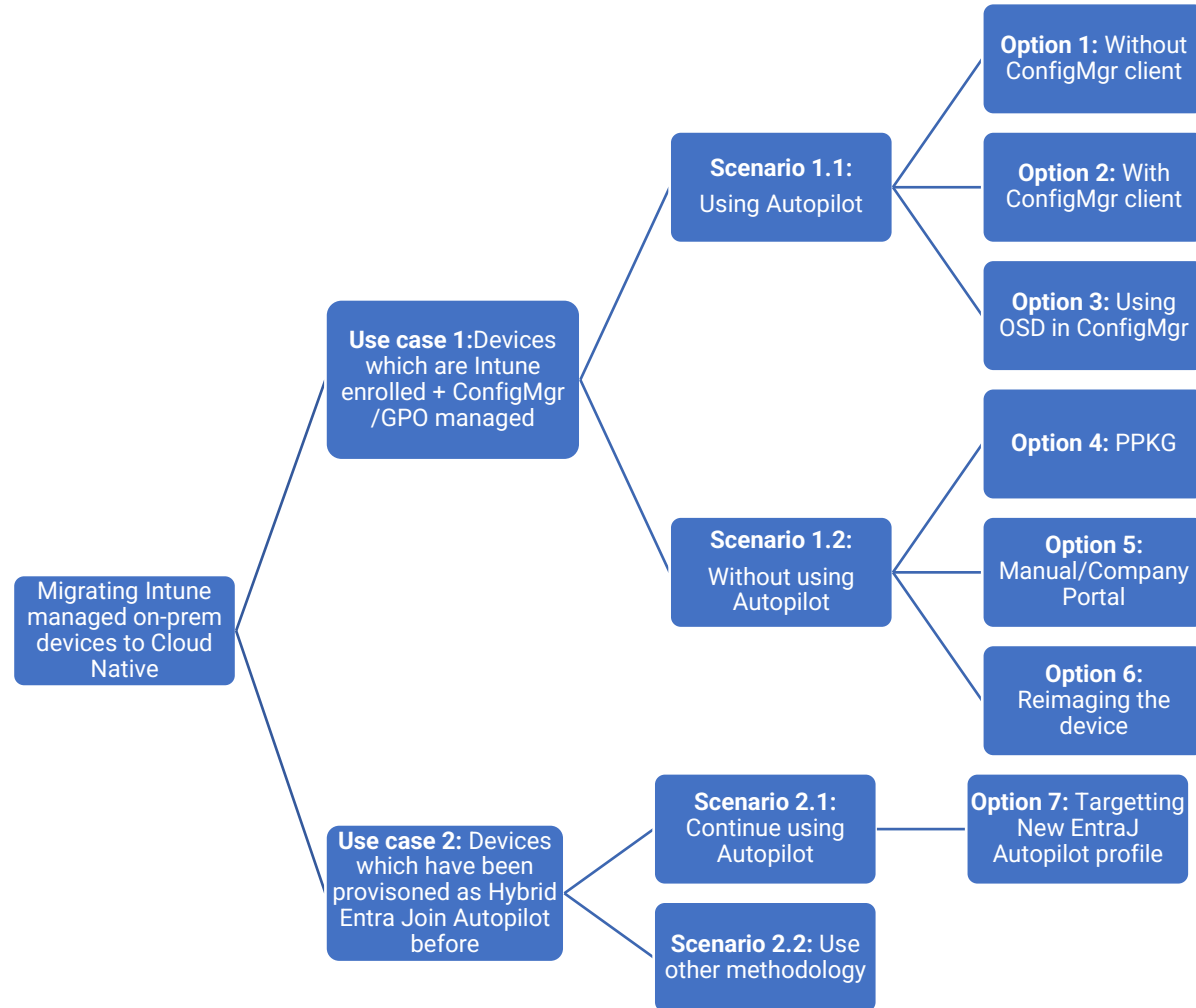 Migrating Intune
managed on-prem
devices to Cloud
Native
Use case 1:Devices
which are Intune
enrolled + ConfigMgr
/GPO managed
Scenario 1.1:
Using Autopilot
Option 1: Without
ConfigMgr client
Option 2: With
ConfigMgr client
Option 3: Using
OSD in ConfigMgr
Scenario 1.2:
Without using
Autopilot
Option 4: PPKG
Option 5:
Manual/Company
Portal
Option 6:
Reimaging the
device
Use case 2: Devices
which have been
provisoned as Hybrid
Entra Join Autopilot
before
Scenario 2.1:
Continue using
Autopilot
Option 7: Targetting
New EntraJ
Autopilot profile
Scenario 2.2: Use
other methodology